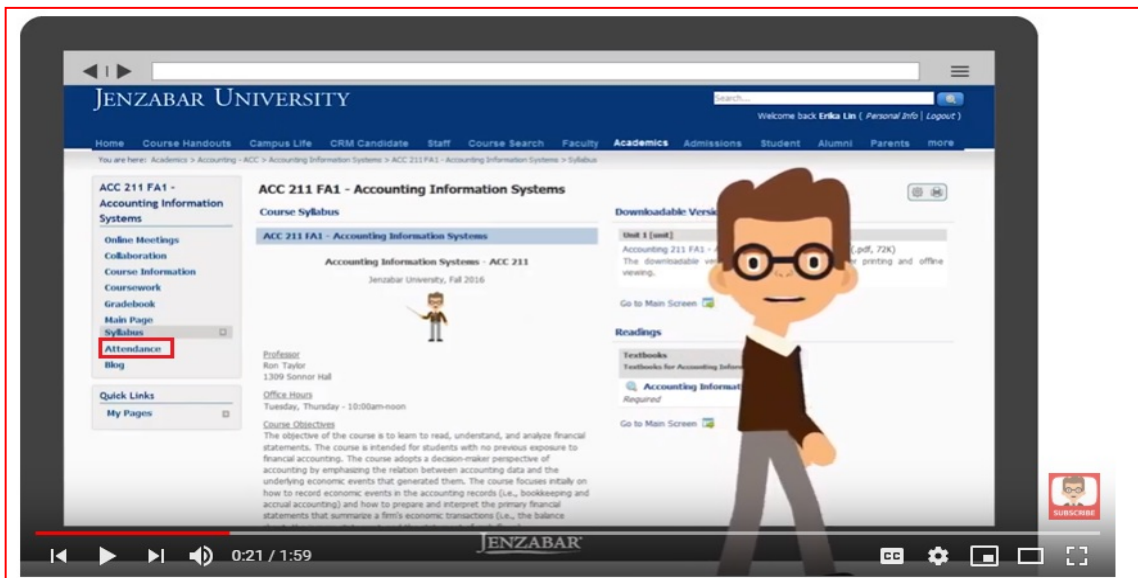 JENZABAR UNIVERSITY
Search...
Welcome back Erika Lin ( Personal Info | Logout )
Home Course Handouts Campus Life CRM Candidate Staff Course Search Faculty Academics Admissions Student Alumni Parents more
You are here: Academics > Accounting - ACC > Accounting Information Systems > ACC 211 FA1 - Accounting Information Systems > Syllabus
ACC 211 FA1 -
Accounting Information
Systems
Online Meetings
Collaboration
Course Information
Coursework
Gradebook
Main Page
Syllabus
Attendance
Blog
Quick Links
My Pages
ACC 211 FA1 - Accounting Information Systems
Course Syllabus
ACC 211 FA1 - Accounting Information Systems
Accounting Information Systems - ACC 211
Jenzabar University, Fall 2016
Professor
Ron Taylor
1309 Sonnor Hall
Office Hours
Tuesday, Thursday - 10:00am-noon
Course Objectives
The objective of the course is to learn to read, understand, and analyze financial
statements. The course is intended for students with no previous exposure to
financial accounting. The course adopts a decision-maker perspective of
accounting by emphasizing the relation between accounting data and the
underlying economic events that generated them. The course focuses initally on
how to record economic events in the accounting records (i.e., bookkeeping and
accrual accounting) and how to prepare and interpret the primary financial
statements that summarize a firm's economic transactions (i.e., the balance
Downloadable Versi
Unit 1 [unit]
Accounting 211 FA1 - (.pdf, 72K)
The downloadable ver printing and offline
viewing.
Go to Main Screen
Readings
Textbooks
Textbooks for Accounting Infor
Accounting Informat
Required
Go to Main Screen
SUBSCRIBE
JENZABAR
0:21 / 1:59
CC